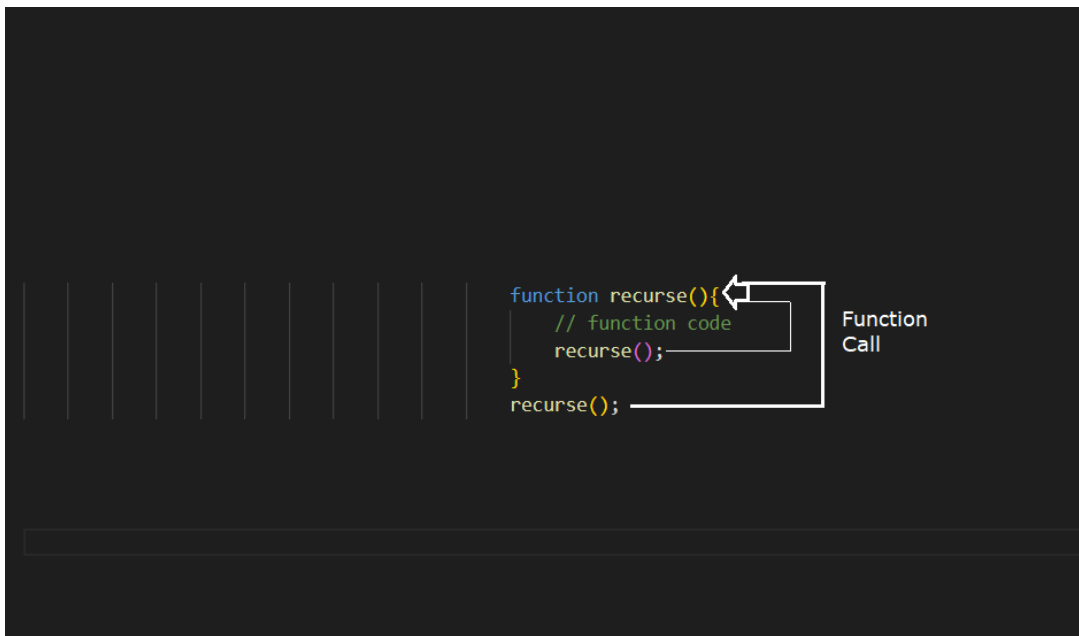 function recurse(){
// function code
recurse();
}
recurse();
Function
Call